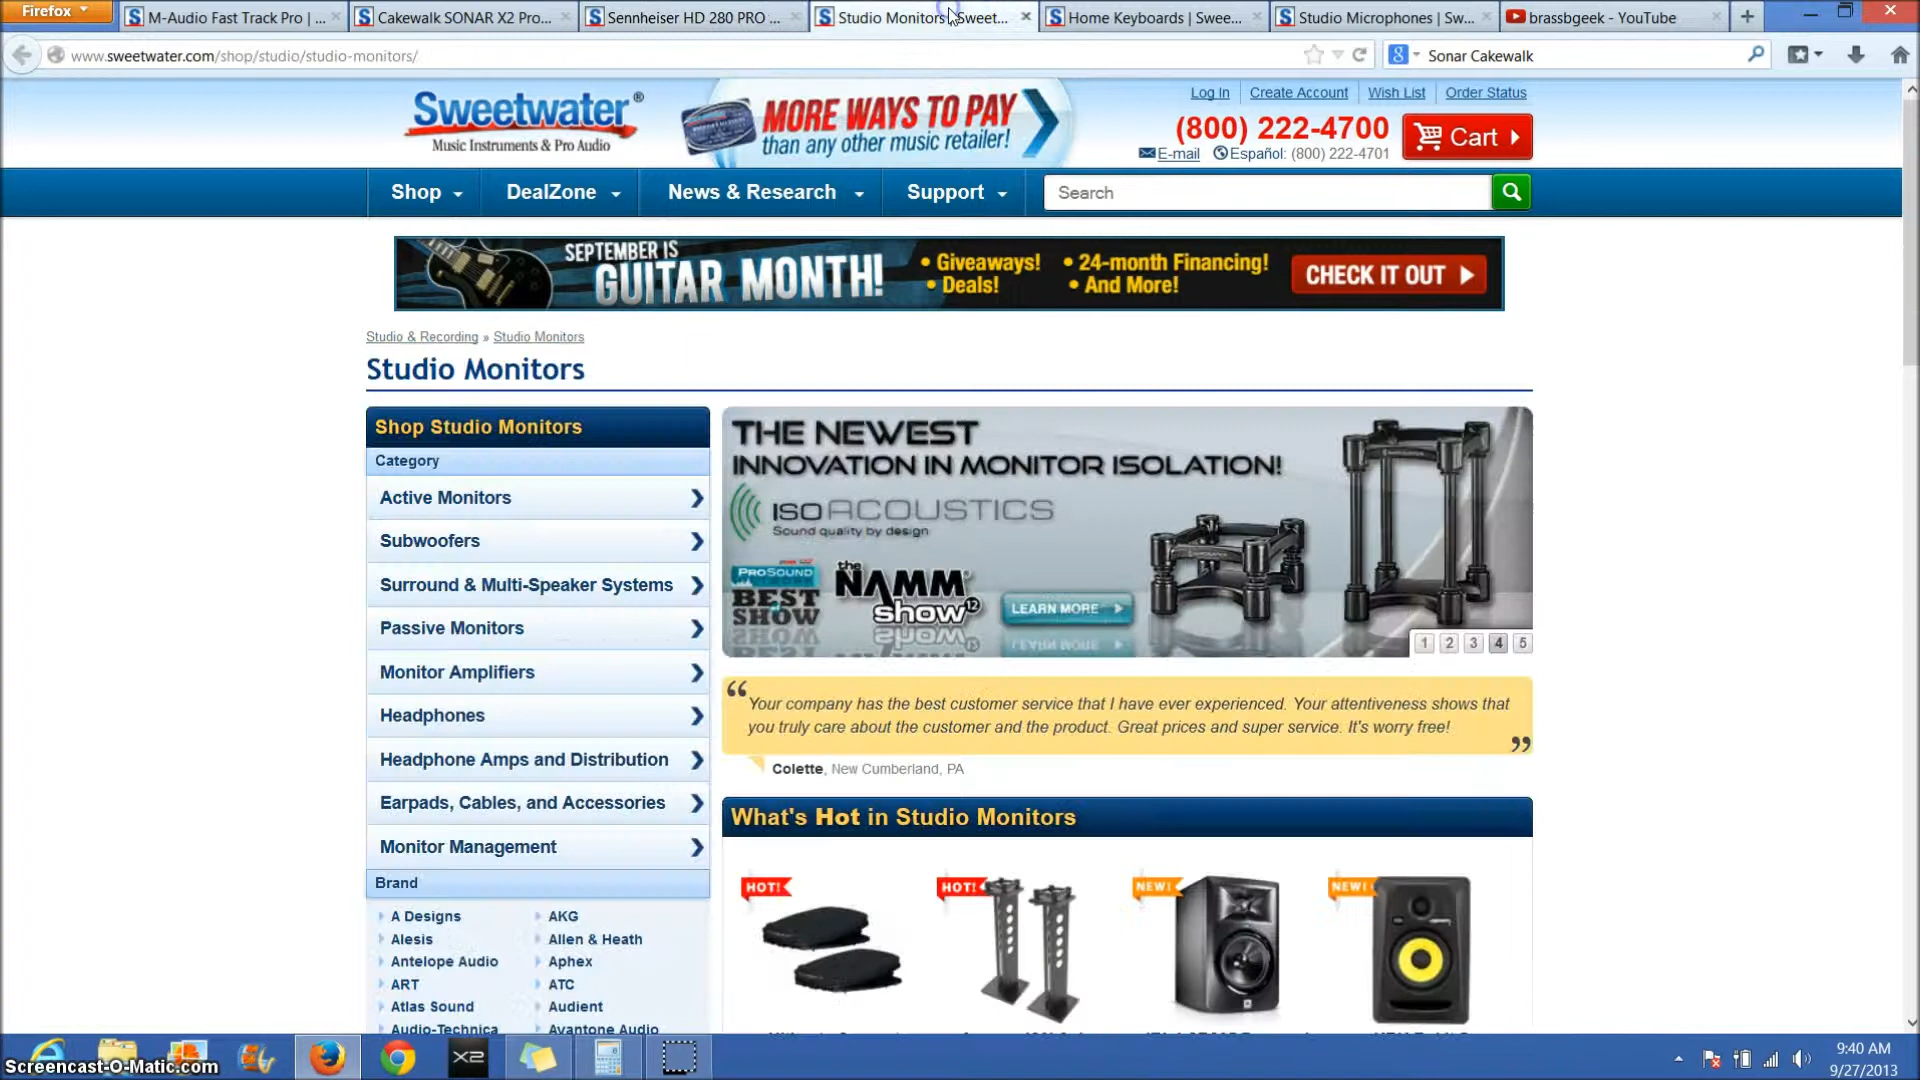 Firefox
M-Audio Fast Track Pro | ...
Cakewalk SONAR X2 Pro...
Sennheiser HD 280 PRO ...
Studio Monitors | Sweet...
Home Keyboards | Swee...
Studio Microphones | Sw...
brassbgeek - YouTube
www.sweetwater.com/shop/studio/studio-monitors/
Sonar Cakewalk
Sweetwater®
Music Instruments & Pro Audio
MORE WAYS TO PAY
than any other music retailer!
Log In Create Account Wish List Order Status
(800) 222-4700
E-mail Español: (800) 222-4701
Cart
Shop DealZone News & Research Support Search
SEPTEMBER IS
GUITAR MONTH!
• Giveaways! • 24-month Financing!
• Deals! • And More!
CHECK IT OUT
Studio & Recording » Studio Monitors
Studio Monitors
Shop Studio Monitors
Category
Active Monitors
Subwoofers
Surround & Multi-Speaker Systems
Passive Monitors
Monitor Amplifiers
Headphones
Headphone Amps and Distribution
Earpads, Cables, and Accessories
Monitor Management
Brand
A Designs AKG
Alesis Allen & Heath
Antelope Audio Aphex
ART ATC
Atlas Sound Audient
Audio-Technica Avantone Audio
THE NEWEST
INNOVATION IN MONITOR ISOLATION!
ISOACOUSTICS
Sound quality by design
PROSOUND
BEST
SHOW
the
NAMM
show 12
LEARN MORE
1 2 3 4 5
“ Your company has the best customer service that I have ever experienced. Your attentiveness shows that
you truly care about the customer and the product. Great prices and super service. It's worry free! ”
Colette, New Cumberland, PA
What's Hot in Studio Monitors
HOT! HOT! NEW! NEW!
X2
Screencast-O-Matic.com
9:40 AM
9/27/2013